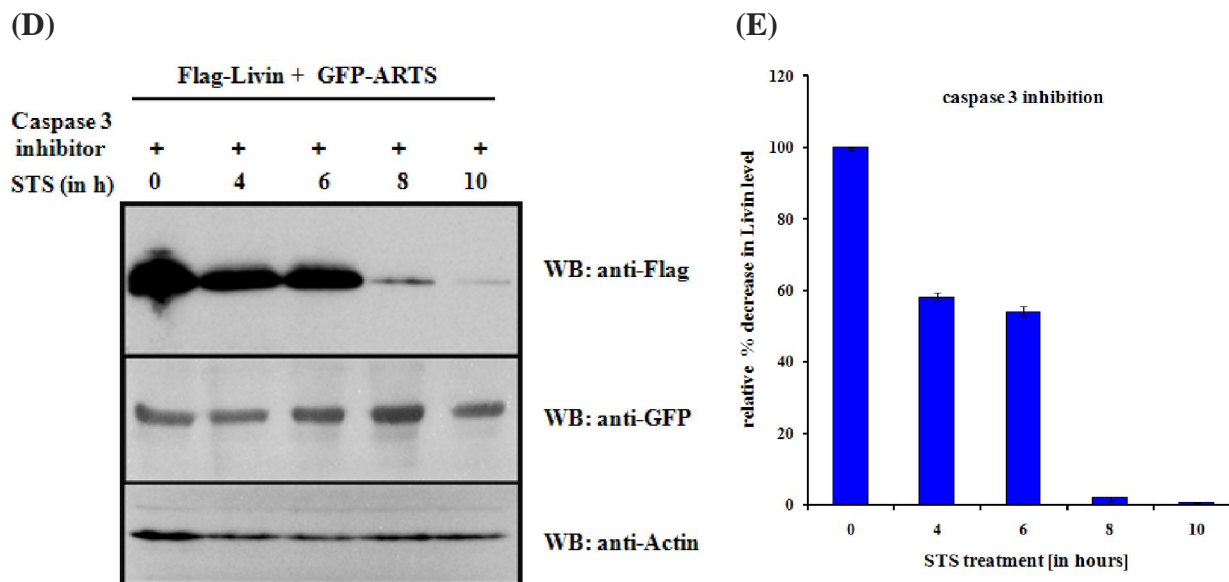 (D)
Flag-Livin + GFP-ARTS
Caspase 3
inhibitor + + + + +
STS (in h) 0 4 6 8 10
WB: anti-Flag
WB: anti-GFP
WB: anti-Actin
(E)
120
100
80
60
40
20
0
relative % decrease in Livin level
caspase 3 inhibition
0 4 6 8 10
STS treatment [in hours]